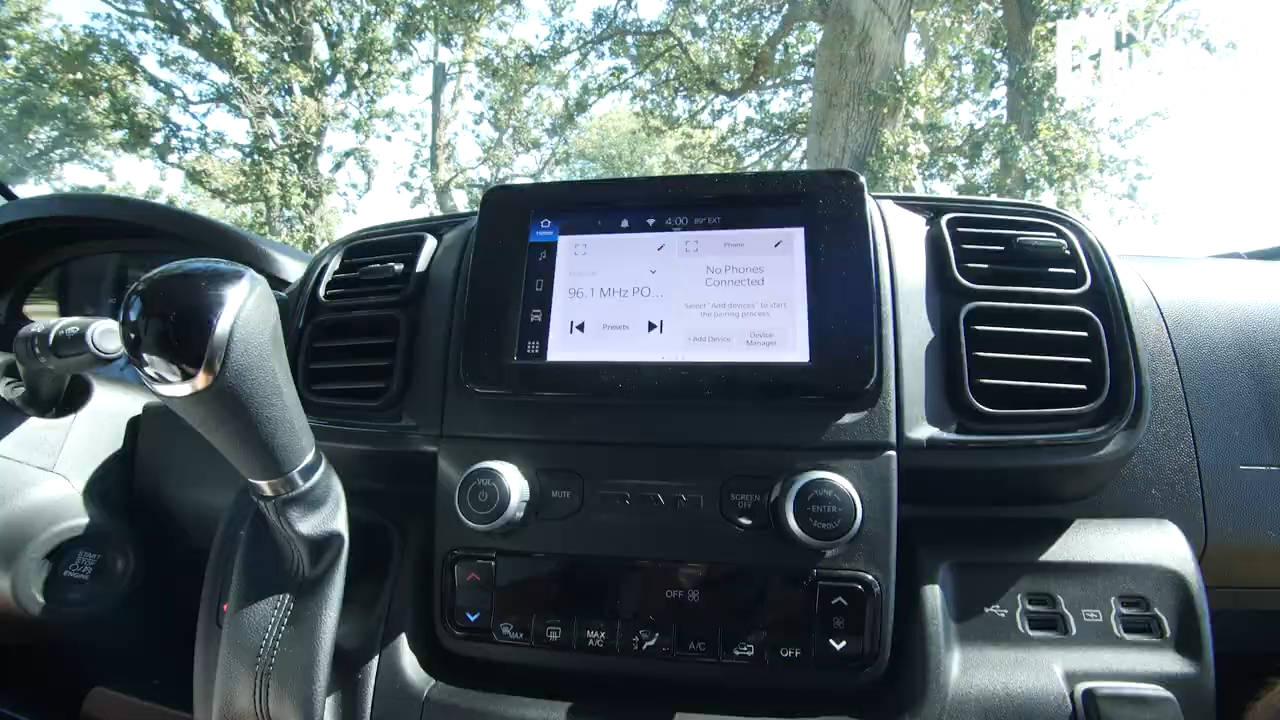 4:00 89° EXT
Phone
No Phones
Connected
96.1 MHz PO...
Select "Add devices" to start
the pairing process
Presets
+ Add Device
Device
Manager
VOL
MUTE
RAM
SCREEN
OFF
TUNE
ENTER
SCROLL
START
STOP
ENGINE
OFF
MAX
MAX
A/C
A/C
OFF